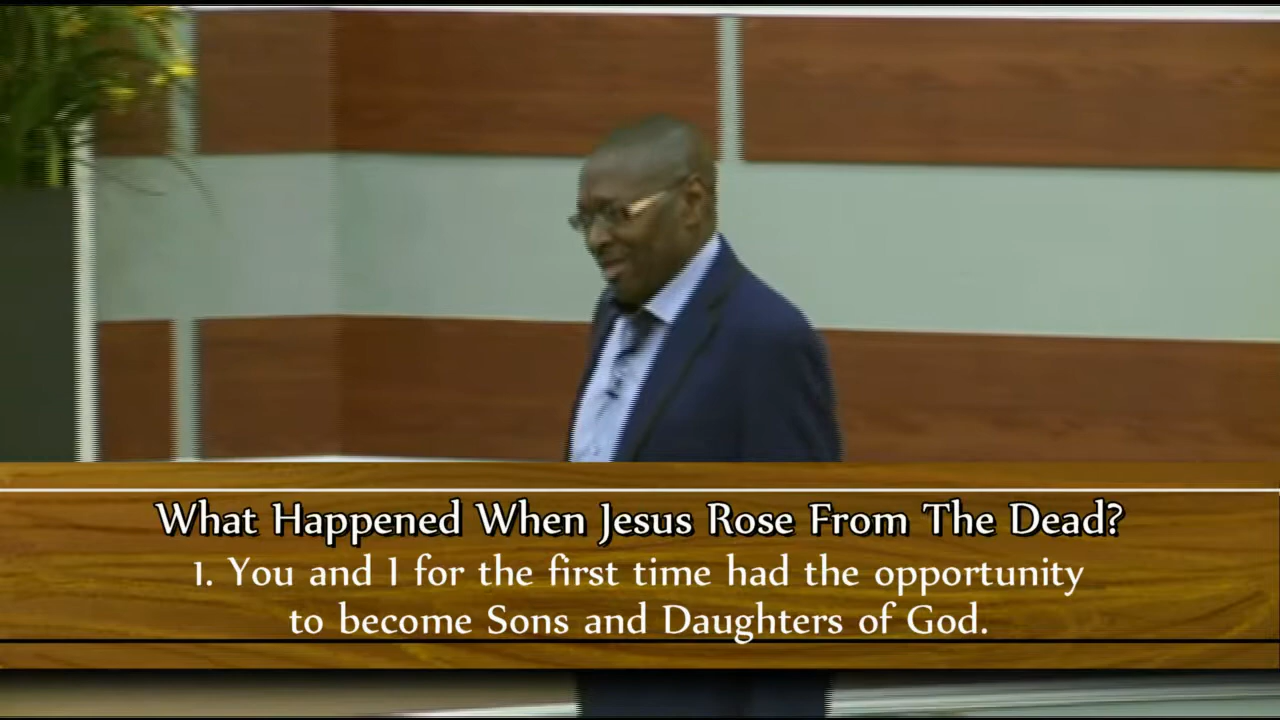 What Happened When Jesus Rose From The Dead?
1. You and I for the first time had the opportunity
to become Sons and Daughters of God.